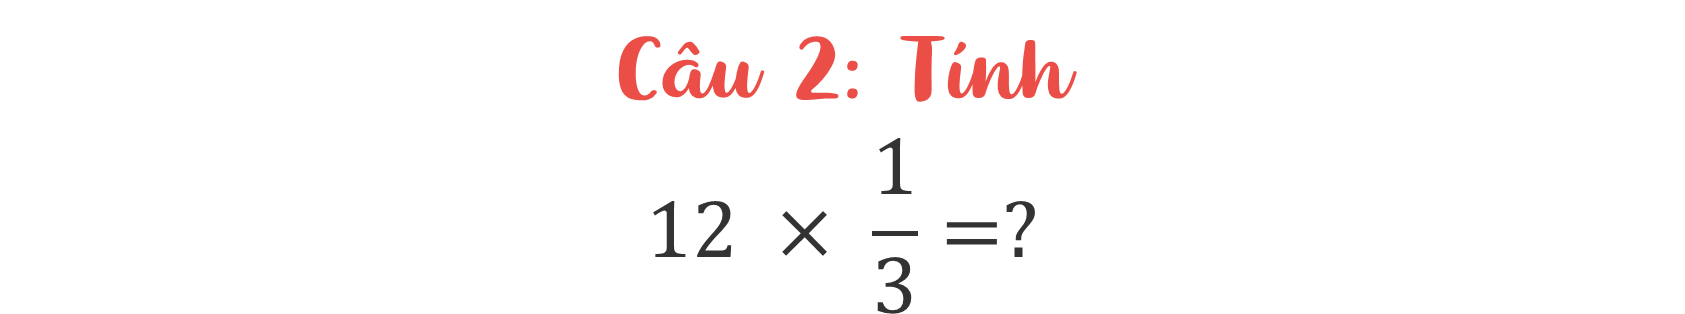 Câu 2: Tính
12 × 1/3 =?